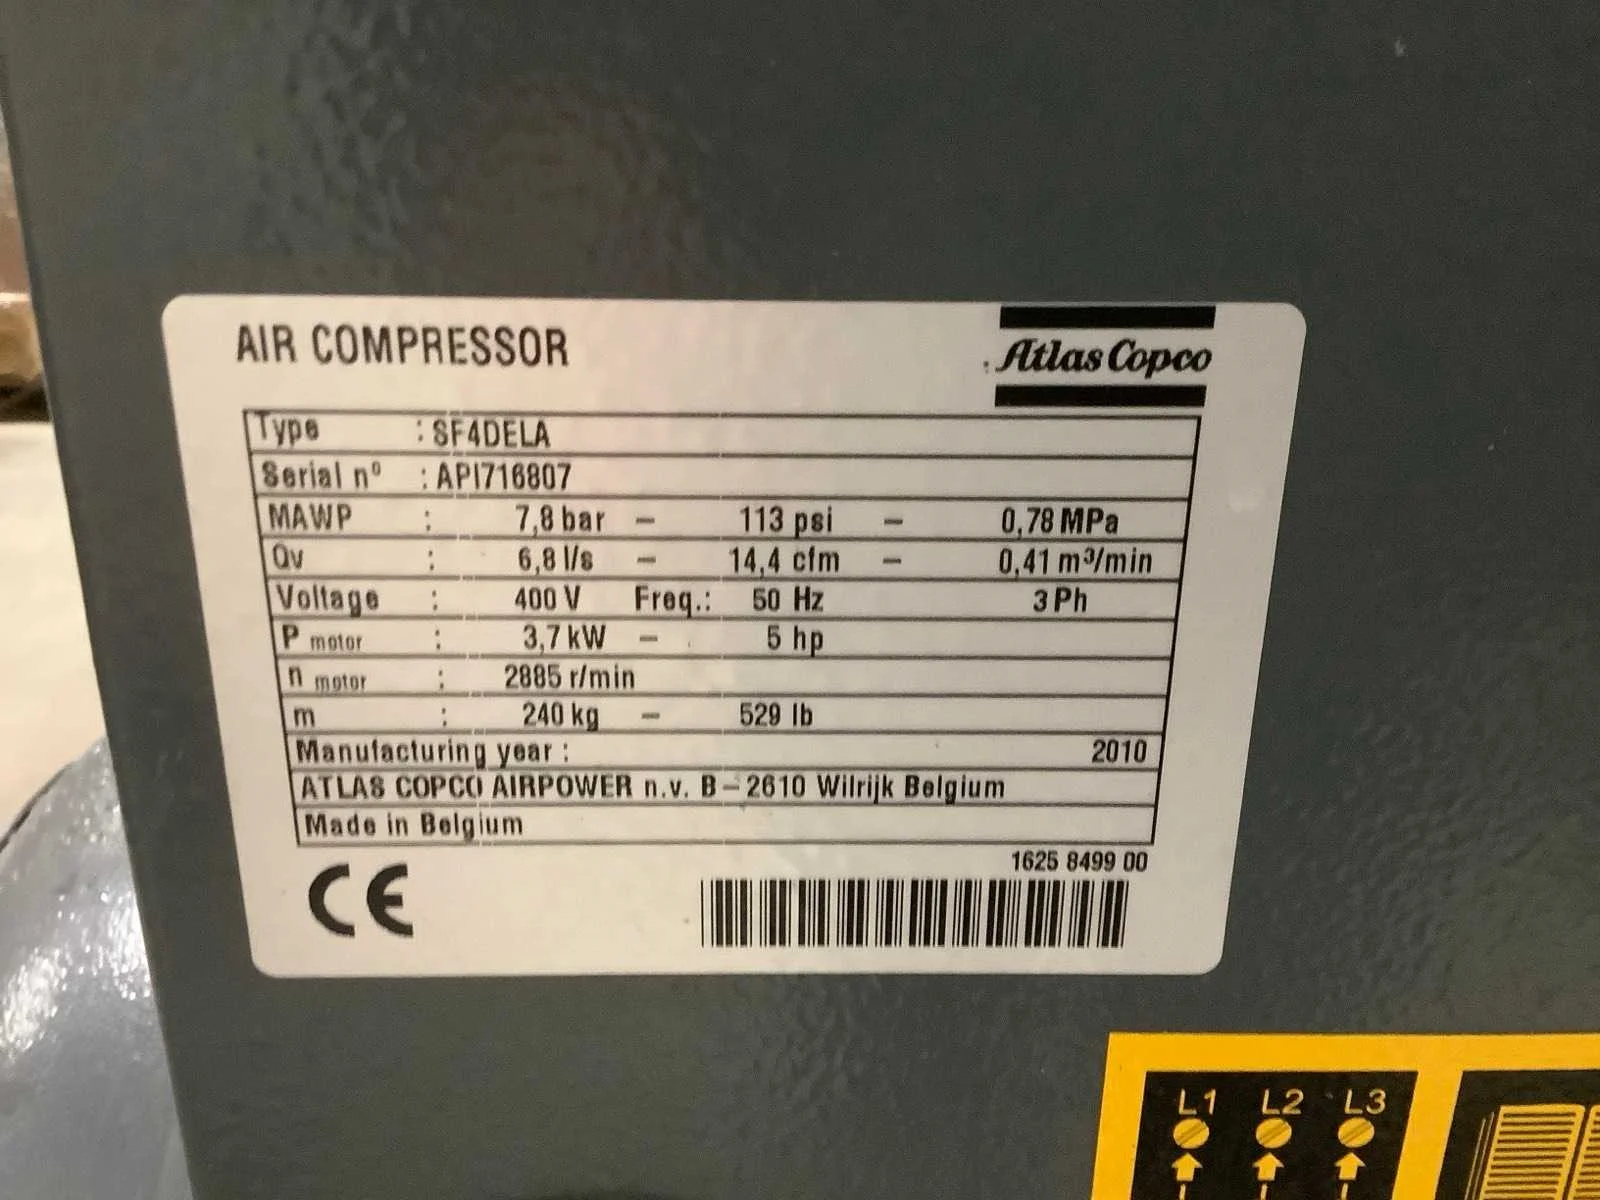 AIR COMPRESSOR
Atlas Copco
Type : SF4DELA
Serial nº : API716807
MAWP : 7,8 bar – 113 psi – 0,78 MPa
Qv : 6,8 l/s – 14,4 cfm – 0,41 m³/min
Voltage : 400 V Freq.: 50 Hz 3 Ph
P motor : 3,7 kW – 5 hp
n motor : 2885 r/min
m : 240 kg – 529 lb
Manufacturing year : 2010
ATLAS COPCO AIRPOWER n.v. B – 2610 Wilrijk Belgium
Made in Belgium
1625 8499 00
CE
L1 L2 L3